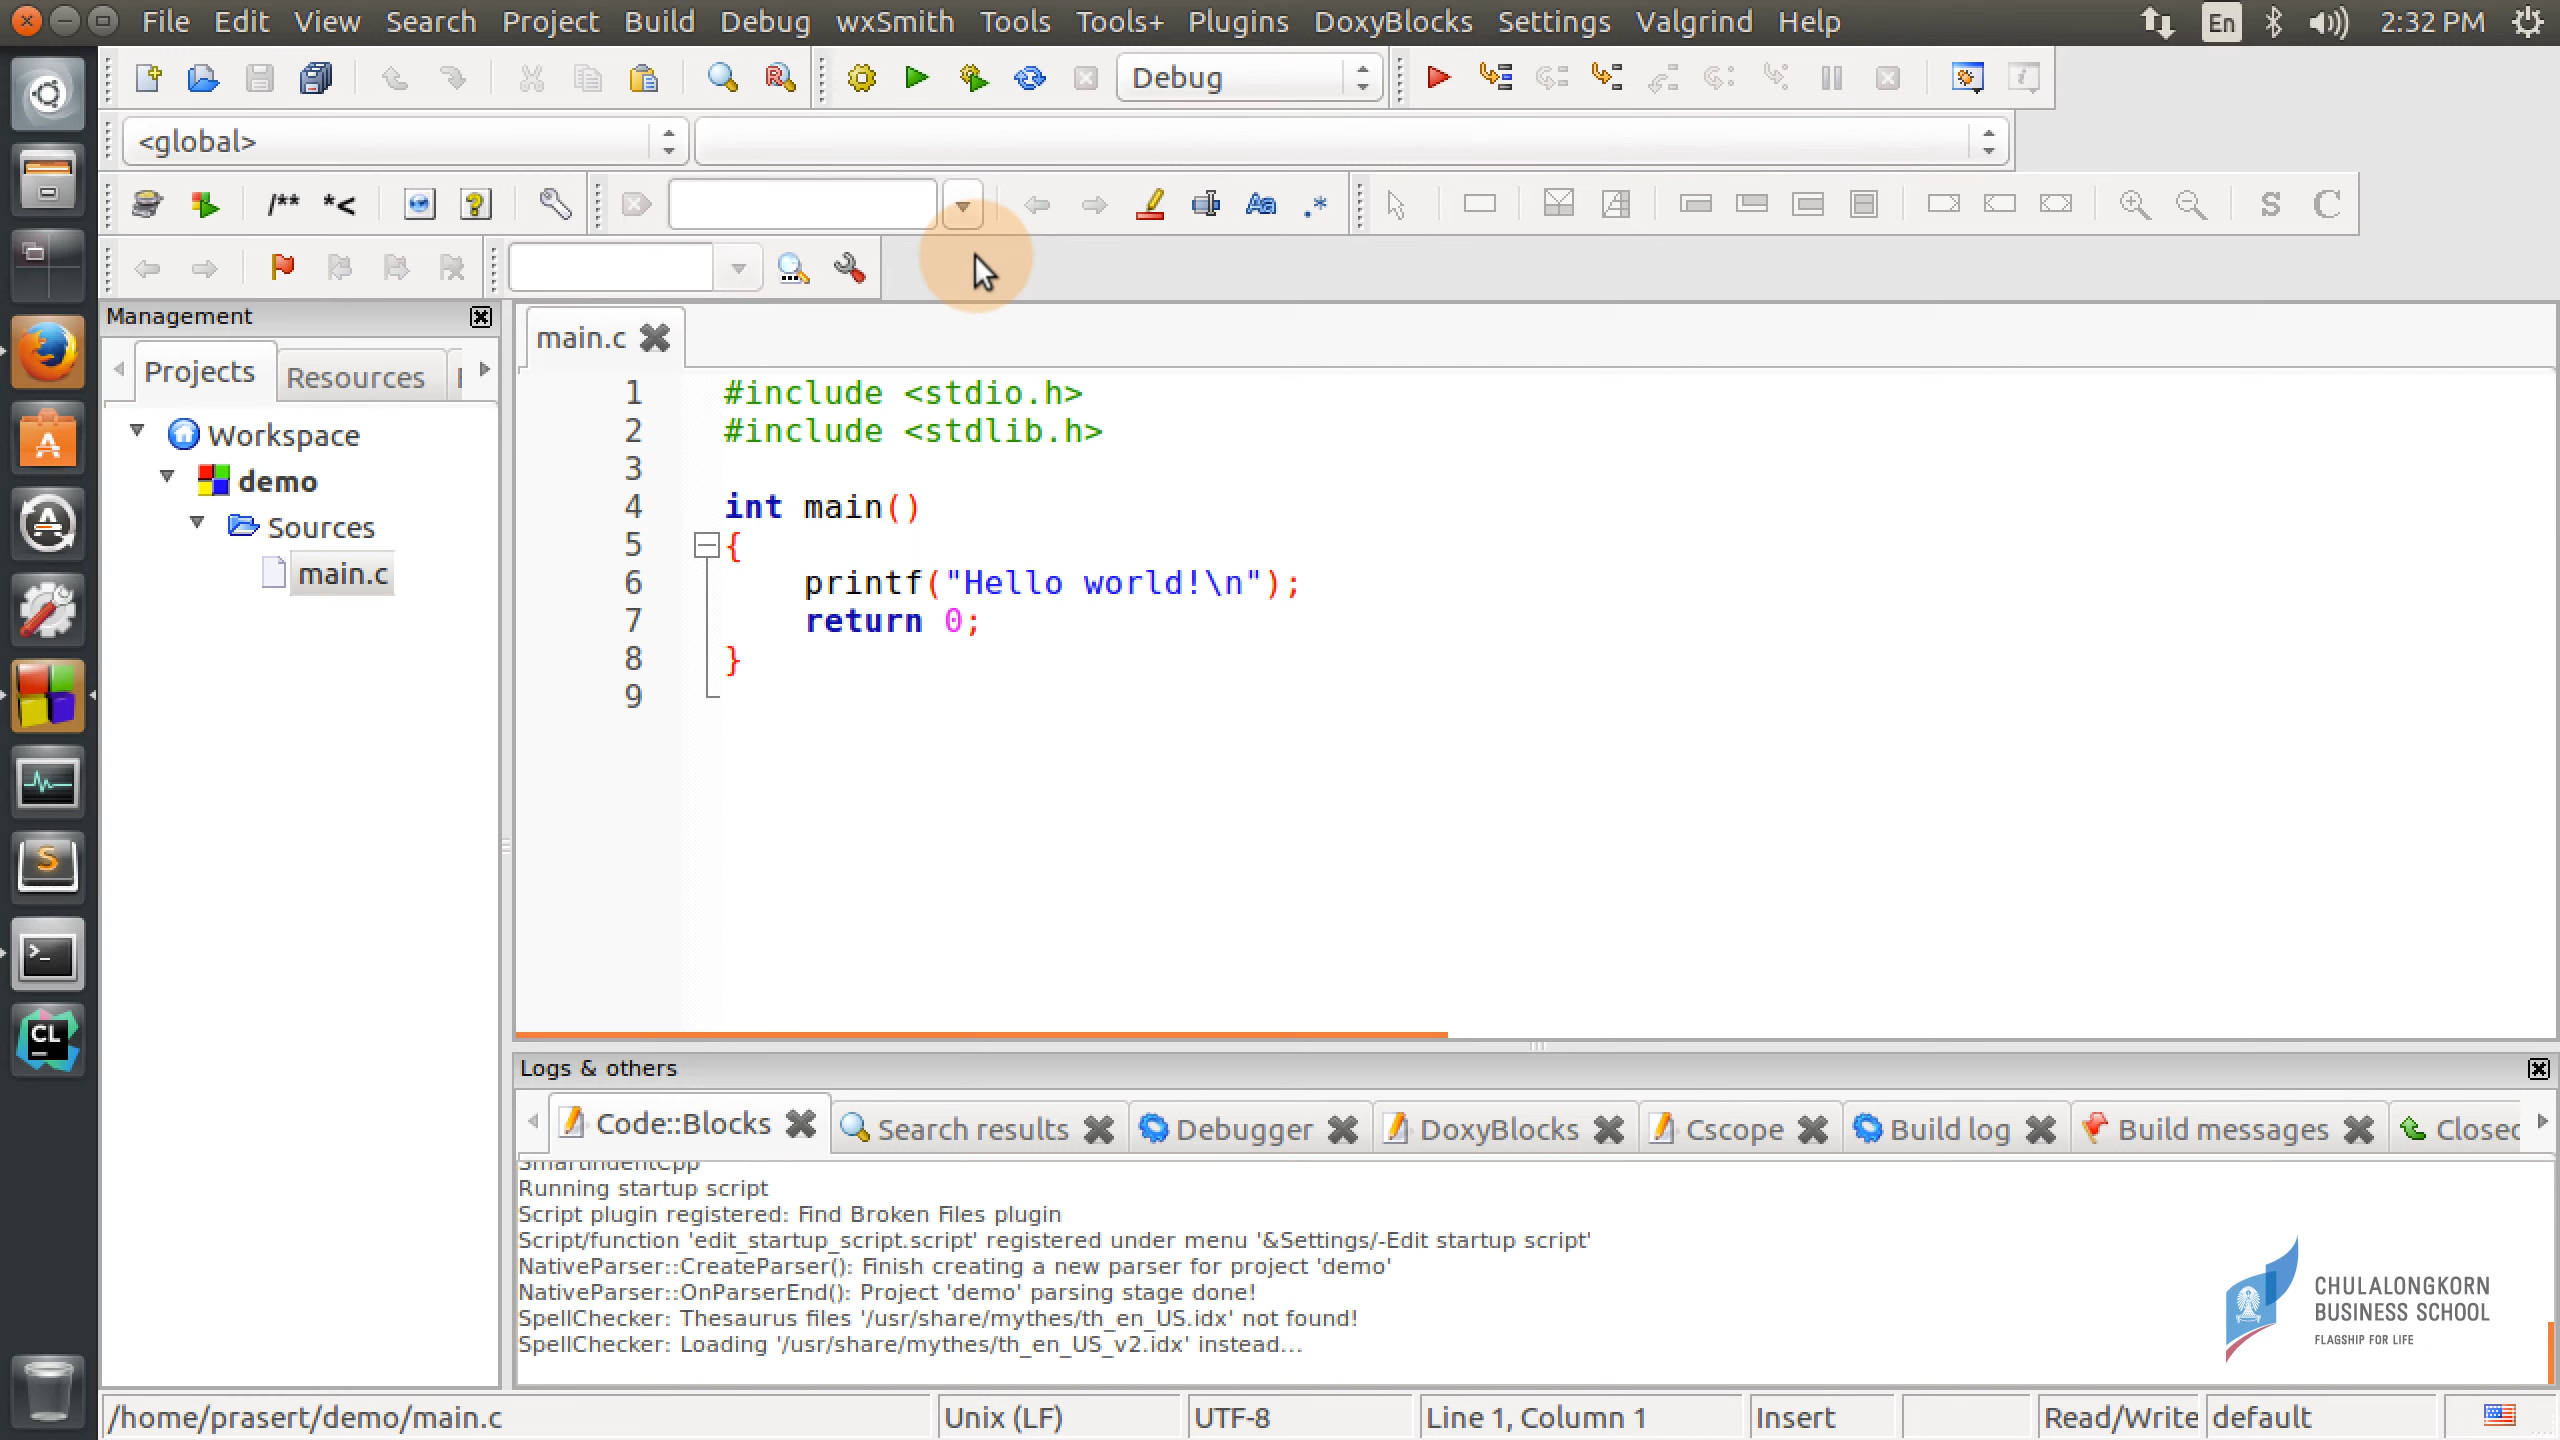 File Edit View Search Project Build Debug wxSmith Tools Tools+ Plugins DoxyBlocks Settings Valgrind Help En 2:32 PM
Debug
<global>
/** *< Aa .* S C
Management
main.c
Projects Resources
Workspace
demo
Sources
main.c
1 #include <stdio.h>
2 #include <stdlib.h>
3
4 int main()
5 {
6 printf("Hello world!\n");
7 return 0;
8 }
9
Logs & others
Code::Blocks Search results Debugger DoxyBlocks Cscope Build log Build messages Closed
SmartIndentCpp
Running startup script
Script plugin registered: Find Broken Files plugin
Script/function 'edit_startup_script.script' registered under menu '&Settings/-Edit startup script'
NativeParser::CreateParser(): Finish creating a new parser for project 'demo'
NativeParser::OnParserEnd(): Project 'demo' parsing stage done!
SpellChecker: Thesaurus files '/usr/share/mythes/th_en_US.idx' not found!
SpellChecker: Loading '/usr/share/mythes/th_en_US_v2.idx' instead...
CHULALONGKORN
BUSINESS SCHOOL
FLAGSHIP FOR LIFE
/home/prasert/demo/main.c Unix (LF) UTF-8 Line 1, Column 1 Insert Read/Write default